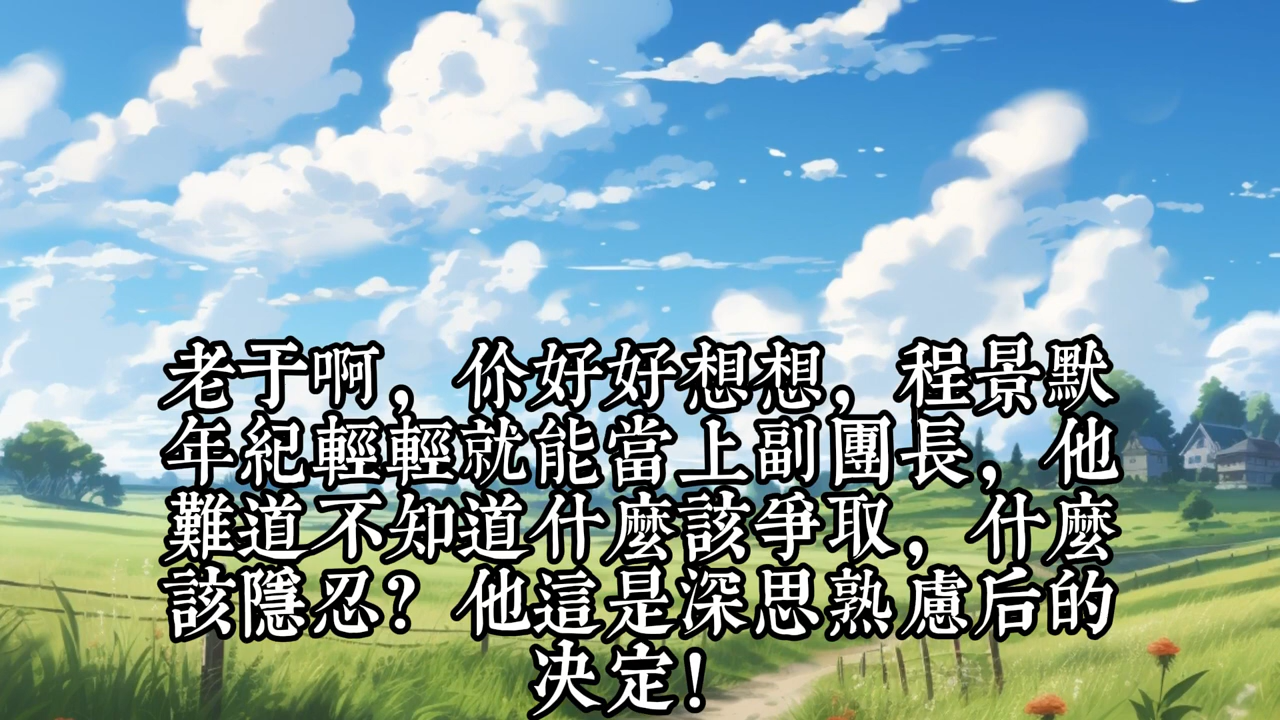 老于啊，你好好想想，程景默
年紀輕輕就能當上副團長，他
難道不知道什麼該爭取，什麼
該隱忍？他這是深思熟慮后的
决定！